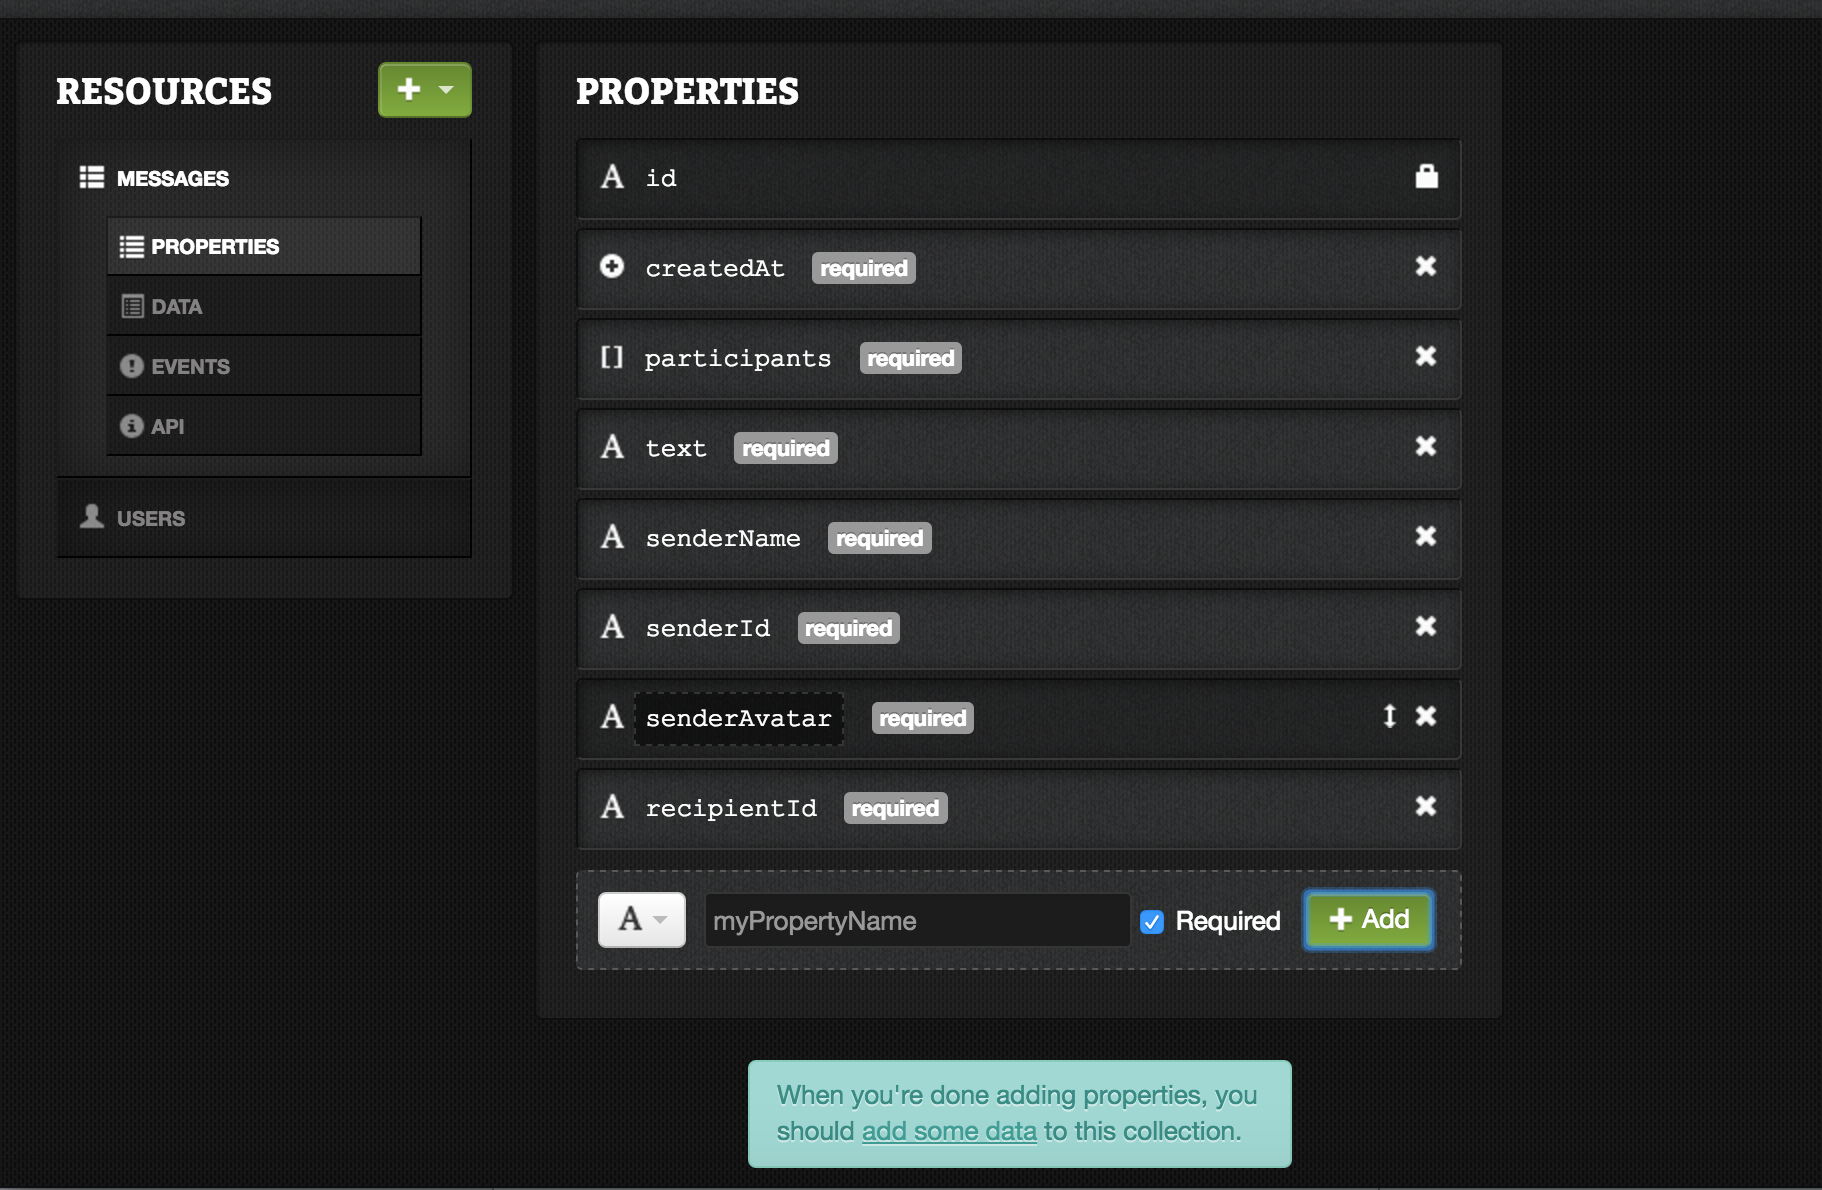 RESOURCES
MESSAGES
PROPERTIES
DATA
EVENTS
API
USERS
PROPERTIES
A id
createdAt required
[] participants required
A text required
A senderName required
A senderId required
A senderAvatar required
A recipientId required
A myPropertyName Required + Add
When you're done adding properties, you
should add some data to this collection.